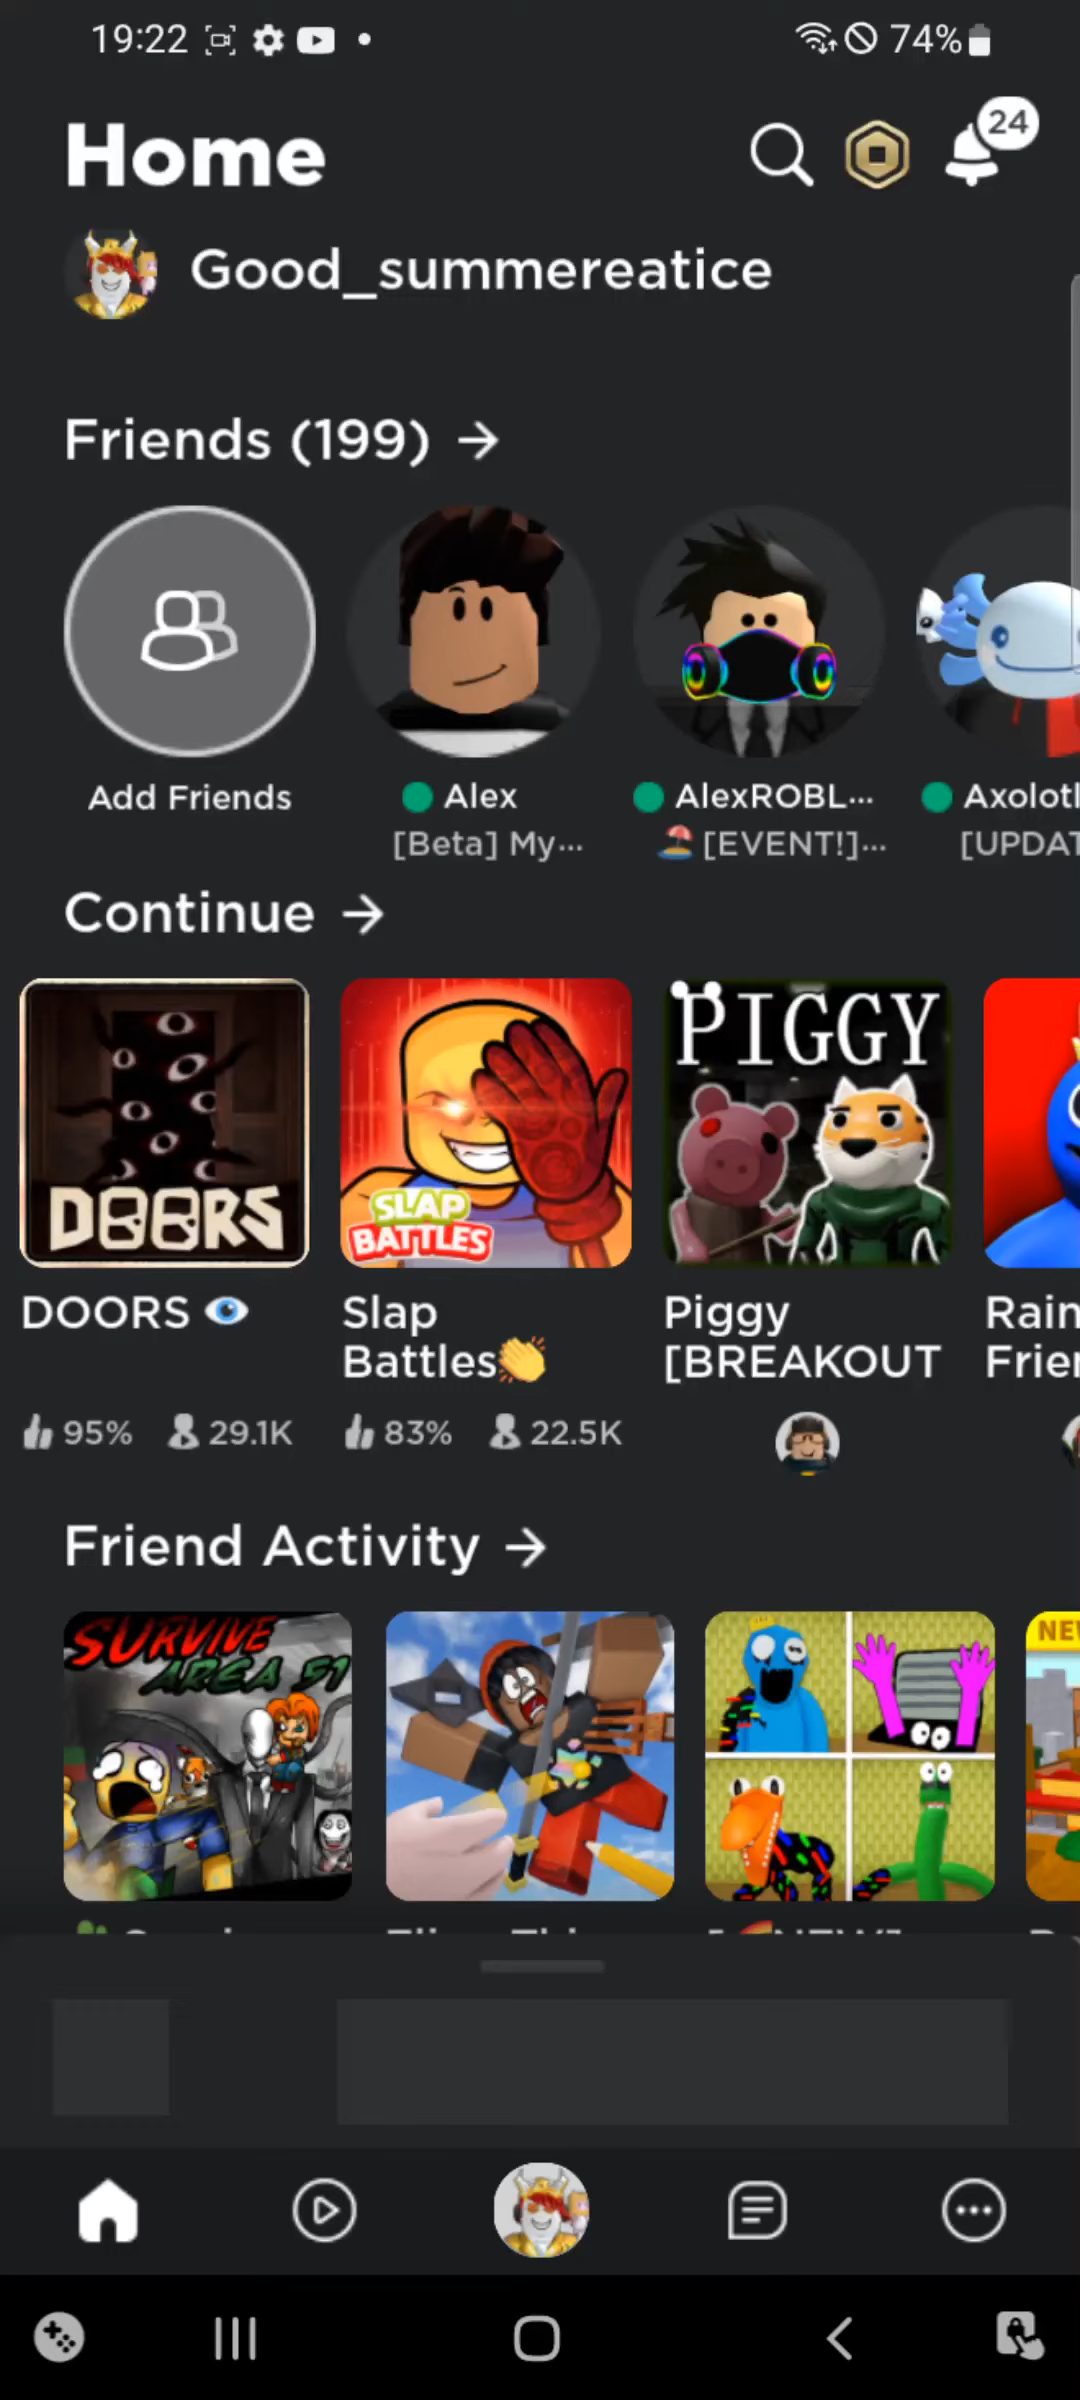 19:22
74%
Home
24
Good_summereatice
Friends (199) →
Add Friends
Alex
AlexROBL...
Axolotl
[Beta] My...
[EVENT!]...
[UPDAT
Continue →
DOORS
SLAP
BATTLES
PIGGY
DOORS
Slap
Battles
Piggy
[BREAKOUT
Rain
Frien
95%
29.1K
83%
22.5K
Friend Activity →
SURVIVE
AREA 51
NEW